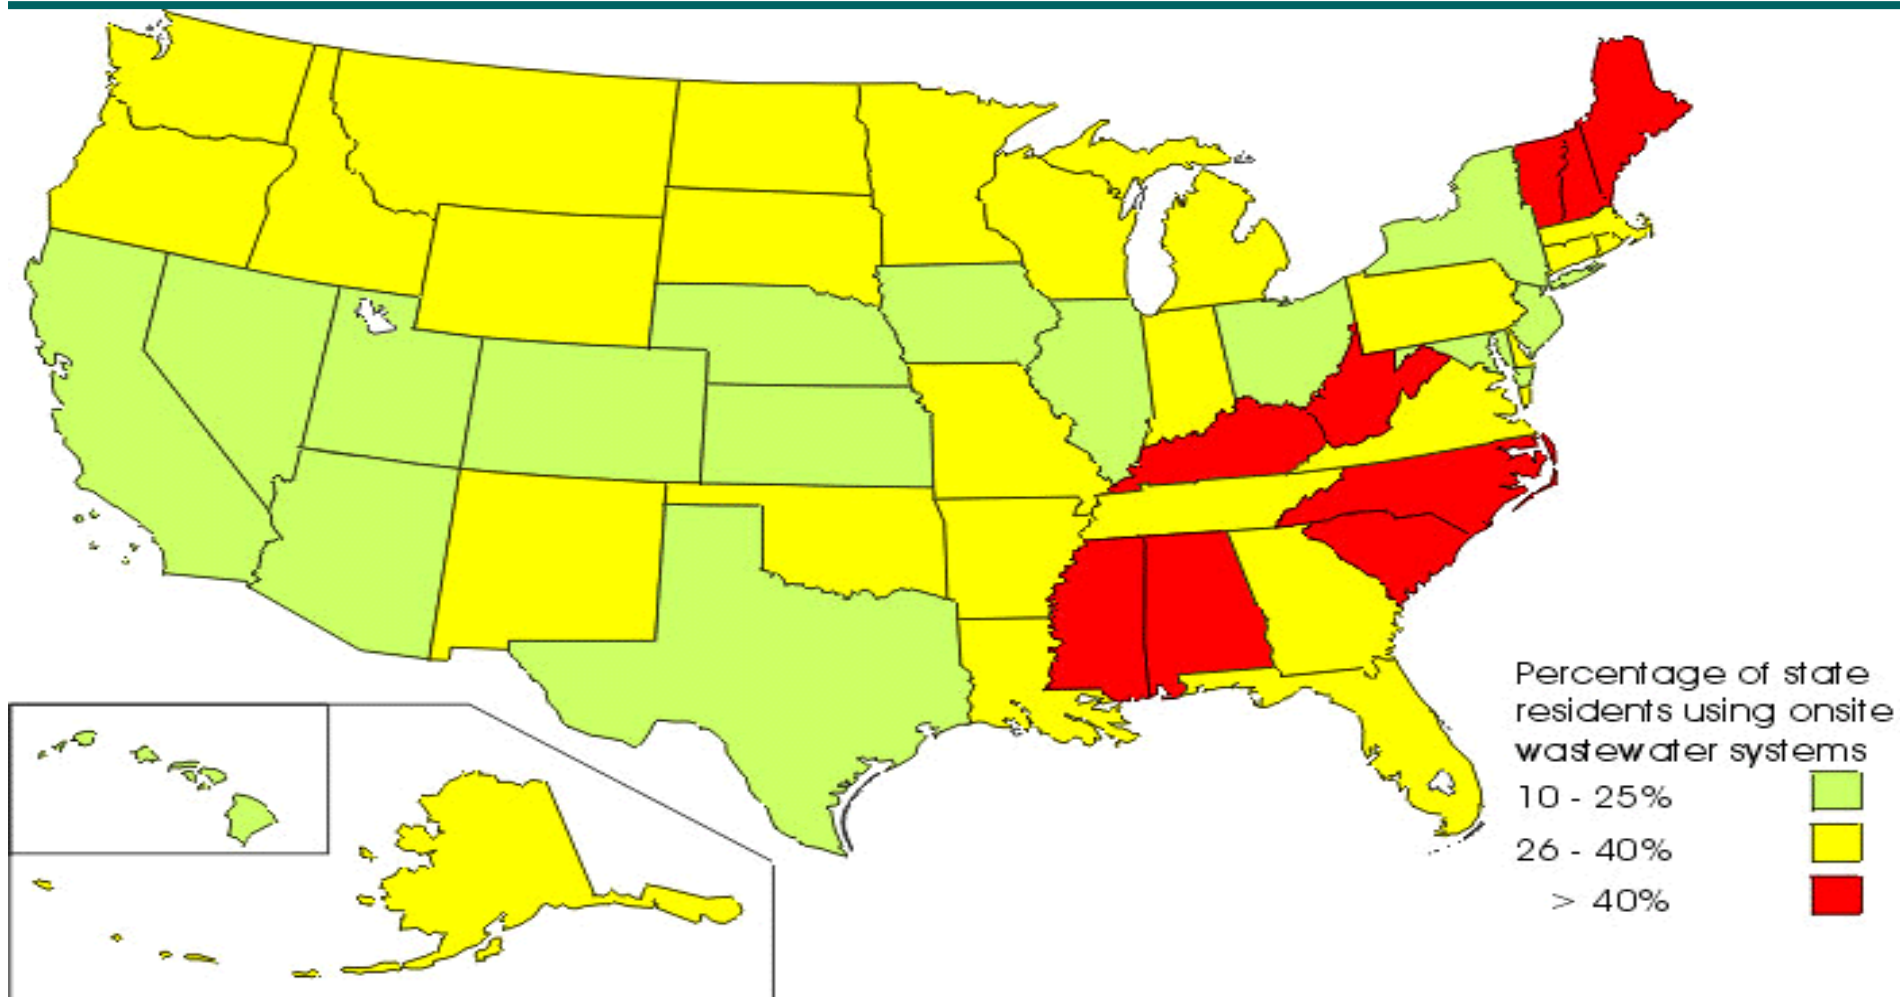 Percentage of state
residents using onsite
wastewater systems
10 - 25%
26 - 40%
> 40%